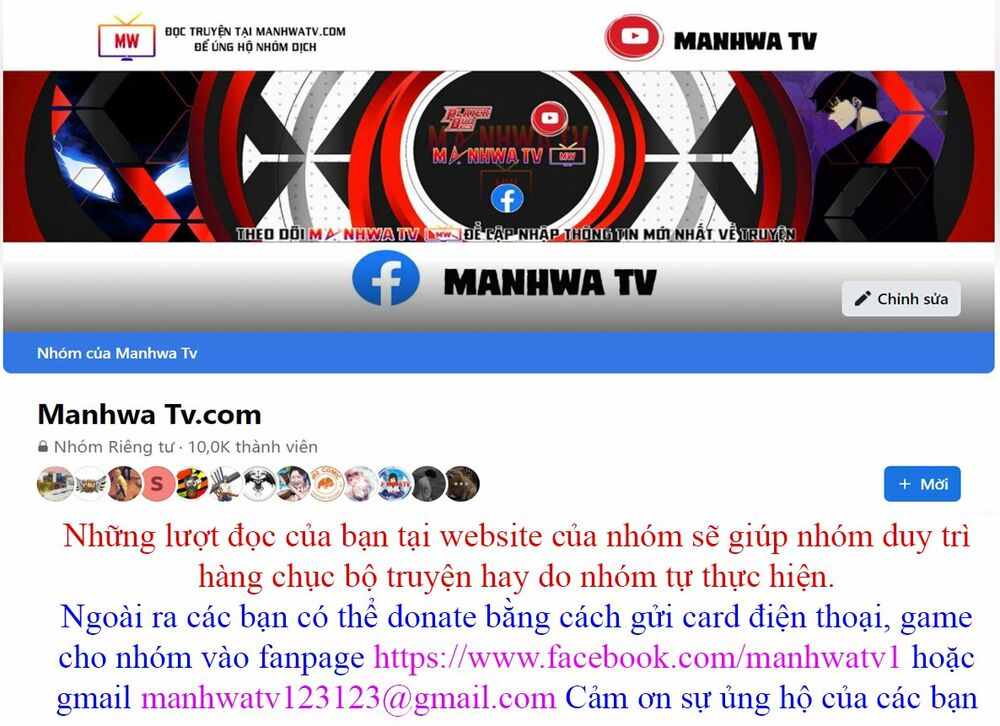 MW
ĐỌC TRUYỆN TẠI MANHWATV.COM
ĐỂ ỦNG HỘ NHÓM DỊCH
MANHWA TV
PLAYER DUO
MANHWA TV MW
THEO DÕI MANHWA TV MW ĐỂ CẬP NHẬP THÔNG TIN MỚI NHẤT VỀ TRUYỆN
MANHWA TV
Chỉnh sửa
Nhóm của Manhwa Tv
Manhwa Tv.com
Nhóm Riêng tư · 10,0K thành viên
S
+ Mời
Những lượt đọc của bạn tại website của nhóm sẽ giúp nhóm duy trì
hàng chục bộ truyện hay do nhóm tự thực hiện.
Ngoài ra các bạn có thể donate bằng cách gửi card điện thoại, game
cho nhóm vào fanpage https://www.facebook.com/manhwatv1 hoặc
gmail manhwatv123123@gmail.com Cảm ơn sự ủng hộ của các bạn